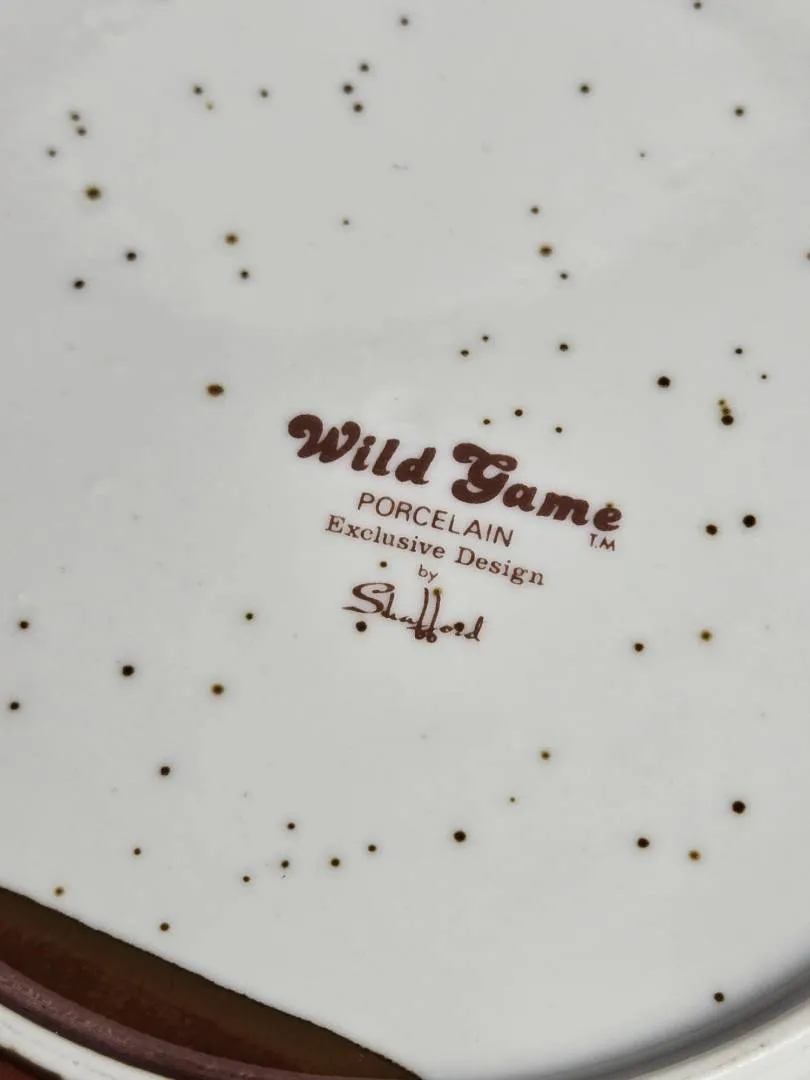 Wild Game
T.M
PORCELAIN
Exclusive Design
by
Shafford